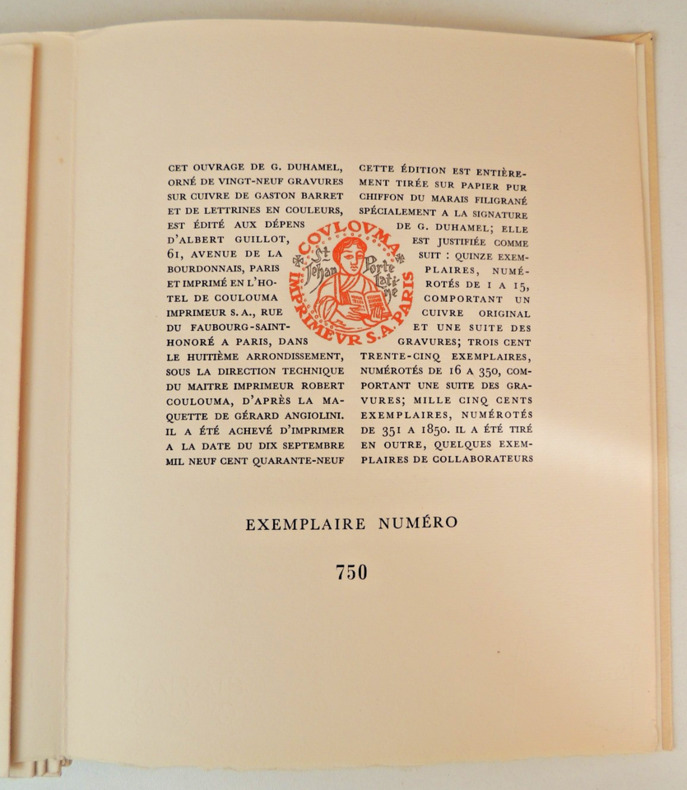 CET OUVRAGE DE G. DUHAMEL,
ORNÉ DE VINGT-NEUF GRAVURES
SUR CUIVRE DE GASTON BARRET
ET DE LETTRINES EN COULEURS,
EST ÉDITÉ AUX DÉPENS
D'ALBERT GUILLOT,
61, AVENUE DE LA
BOURDONNAIS, PARIS
ET IMPRIMÉ EN L'HO-
TEL DE COULOUMA
IMPRIMEUR S.A., RUE
DU FAUBOURG-SAINT-
HONORÉ A PARIS, DANS
LE HUITIÈME ARRONDISSEMENT,
SOUS LA DIRECTION TECHNIQUE
DU MAITRE IMPRIMEUR ROBERT
COULOUMA, D'APRÈS LA MA-
QUETTE DE GÉRARD ANGIOLINI.
IL A ÉTÉ ACHEVÉ D'IMPRIMER
A LA DATE DU DIX SEPTEMBRE
MIL NEUF CENT QUARANTE-NEUF
COVLOVMA
St Jehan Porte Latine
IMPRIMEVR S.A. PARIS
CETTE ÉDITION EST ENTIÈRE-
MENT TIRÉE SUR PAPIER PUR
CHIFFON DU MARAIS FILIGRANÉ
SPÉCIALEMENT A LA SIGNATURE
DE G. DUHAMEL; ELLE
EST JUSTIFIÉE COMME
SUIT : QUINZE EXEM-
PLAIRES, NUMÉ-
ROTÉS DE 1 A 15,
COMPORTANT UN
CUIVRE ORIGINAL
ET UNE SUITE DES
GRAVURES; TROIS CENT
TRENTE-CINQ EXEMPLAIRES,
NUMÉROTÉS DE 16 A 350, COM-
PORTANT UNE SUITE DES GRA-
VURES; MILLE CINQ CENTS
EXEMPLAIRES, NUMÉROTÉS
DE 351 A 1850. IL A ÉTÉ TIRÉ
EN OUTRE, QUELQUES EXEM-
PLAIRES DE COLLABORATEURS
EXEMPLAIRE NUMÉRO
750